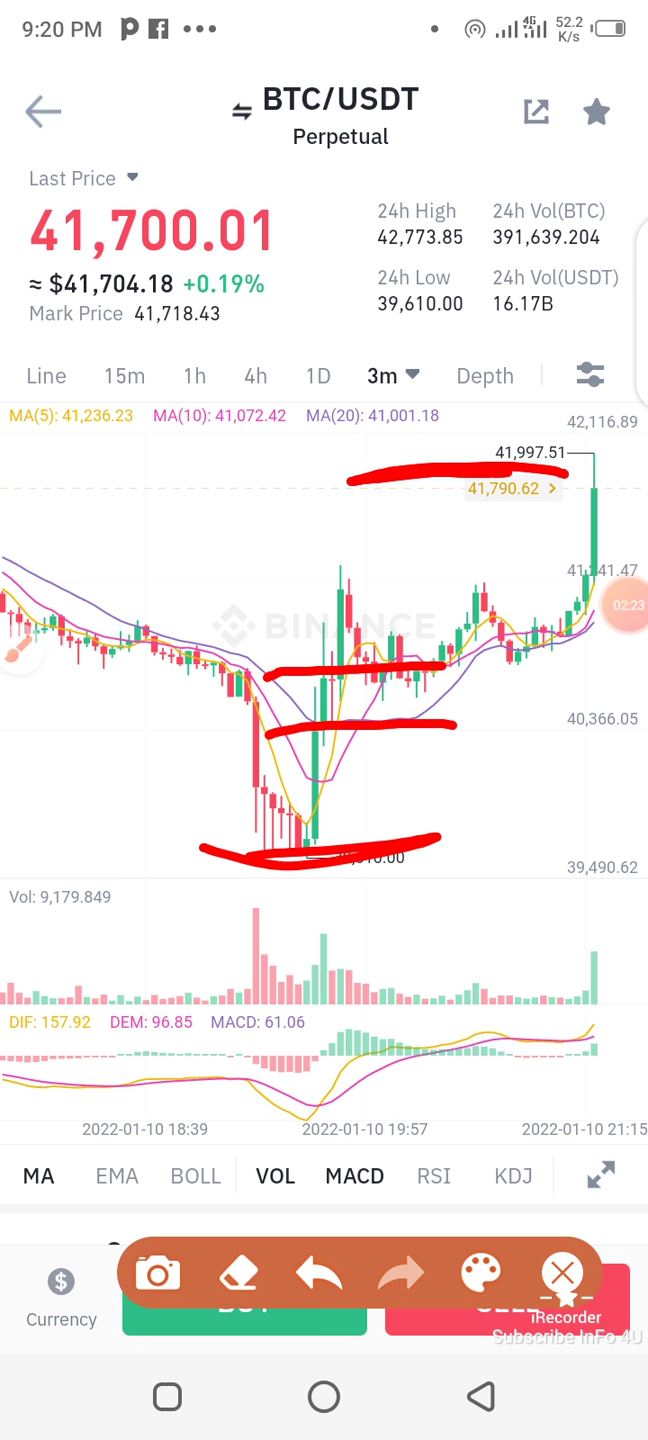 9:20 PM 4G 52.2 K/s
BTC/USDT
Perpetual
Last Price
41,700.01
≈ $41,704.18 +0.19%
Mark Price 41,718.43
24h High 24h Vol(BTC)
42,773.85 391,639.204
24h Low 24h Vol(USDT)
39,610.00 16.17B
Line 15m 1h 4h 1D 3m Depth
MA(5): 41,236.23 MA(10): 41,072.42 MA(20): 41,001.18
42,116.89
41,997.51
41,790.62 >
41,241.47
02:23
BINANCE
40,366.05
39,490.62
Vol: 9,179.849
DIF: 157.92 DEM: 96.85 MACD: 61.06
2022-01-10 18:39 2022-01-10 19:57 2022-01-10 21:15
MA EMA BOLL VOL MACD RSI KDJ
$
Currency
iRecorder
Subscribe InFo 4U